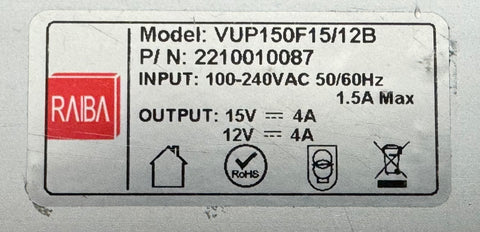 Model: VUP150F15/12B
P/ N: 2210010087
INPUT: 100-240VAC 50/60Hz
1.5A Max
RAIBA
OUTPUT: 15V ⎓ 4A
12V ⎓ 4A
RoHS